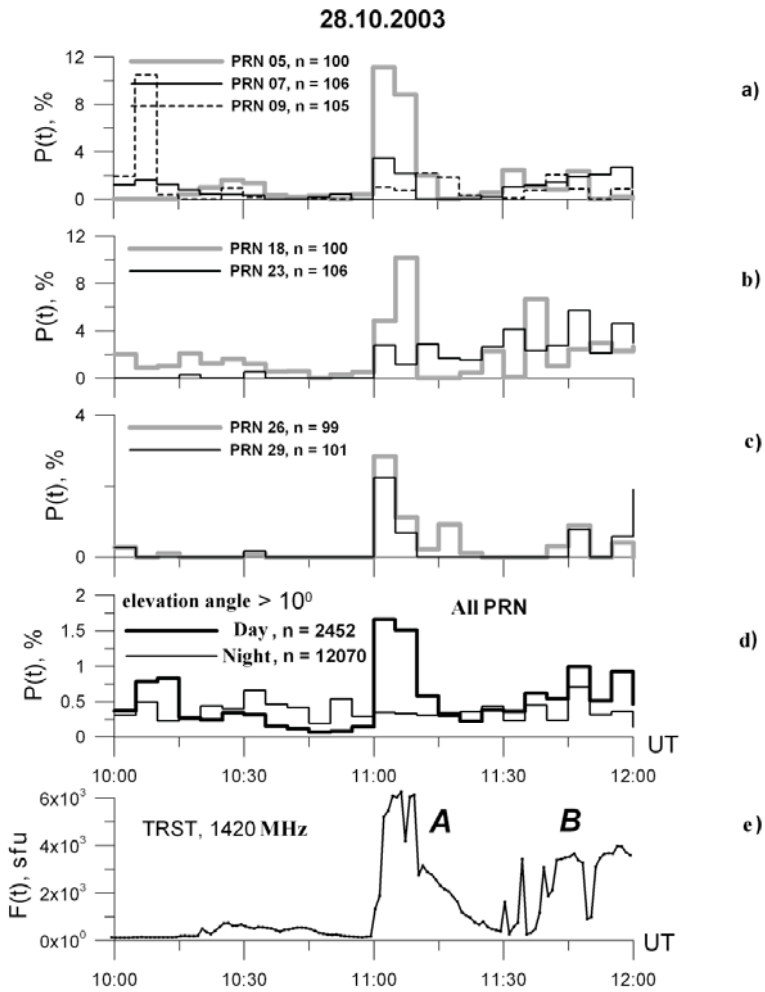 28.10.2003
12
8
4
0
P(t), %
PRN 05, n = 100
PRN 07, n = 106
PRN 09, n = 105
a)
12
8
4
0
P(t), %
PRN 18, n = 100
PRN 23, n = 106
b)
4
0
P(t), %
PRN 26, n = 99
PRN 29, n = 101
c)
2
1.5
1
0.5
0
P(t), %
elevation angle > 10⁰
All PRN
Day, n = 2452
Night, n = 12070
d)
UT
10:00 10:30 11:00 11:30 12:00
6x10³
4x10³
2x10³
0x10⁰
F(t), sfu
TRST, 1420 MHz
A
B
e)
UT
10:00 10:30 11:00 11:30 12:00